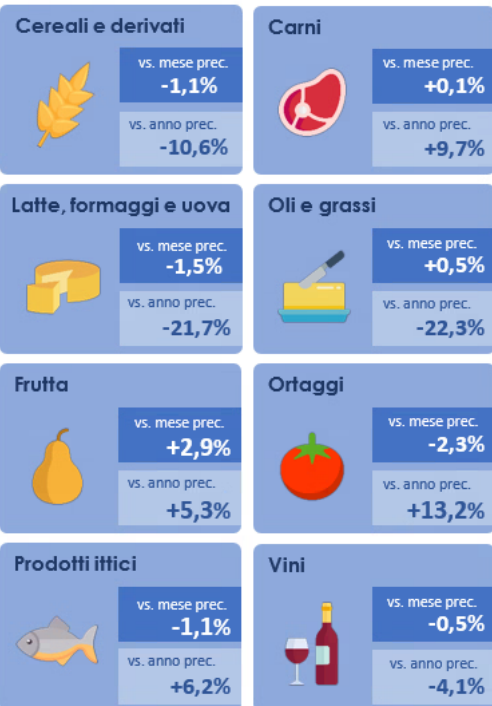 Cereali e derivati
vs. mese prec.
-1,1%
vs. anno prec.
-10,6%
Carni
vs. mese prec.
+0,1%
vs. anno prec.
+9,7%
Latte, formaggi e uova
vs. mese prec.
-1,5%
vs. anno prec.
-21,7%
Oli e grassi
vs. mese prec.
+0,5%
vs. anno prec.
-22,3%
Frutta
vs. mese prec.
+2,9%
vs. anno prec.
+5,3%
Ortaggi
vs. mese prec.
-2,3%
vs. anno prec.
+13,2%
Prodotti ittici
vs. mese prec.
-1,1%
vs. anno prec.
+6,2%
Vini
vs. mese prec.
-0,5%
vs. anno prec.
-4,1%